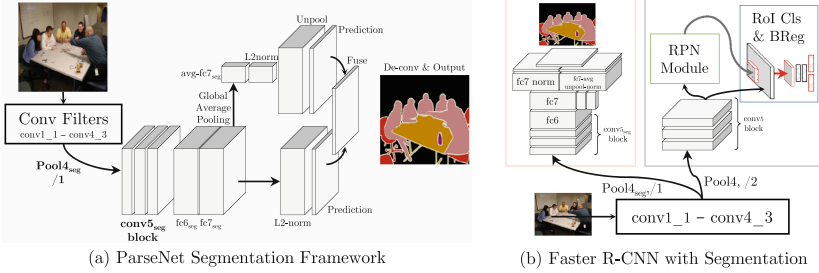 Conv Filters
conv1_1 – conv4_3
Pool4seg
/1
conv5seg
block
fc6seg fc7seg
Global
Average
Pooling
avg-fc7seg
L2norm
Unpool
Prediction
Fuse
De-conv & Output
L2-norm
Prediction
(a) ParseNet Segmentation Framework
fc7 norm
fc7-avg
unpool-norm
fc7
fc6
conv5seg
block
Pool4seg, /1
RPN
Module
RoI Cls
& BReg
conv5
block
Pool4, /2
conv1_1 – conv4_3
(b) Faster R-CNN with Segmentation